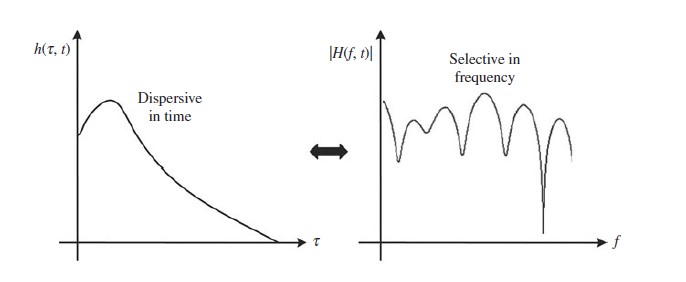 h(τ, t)
Dispersive
in time
τ
|H(f, t)|
Selective in
frequency
f